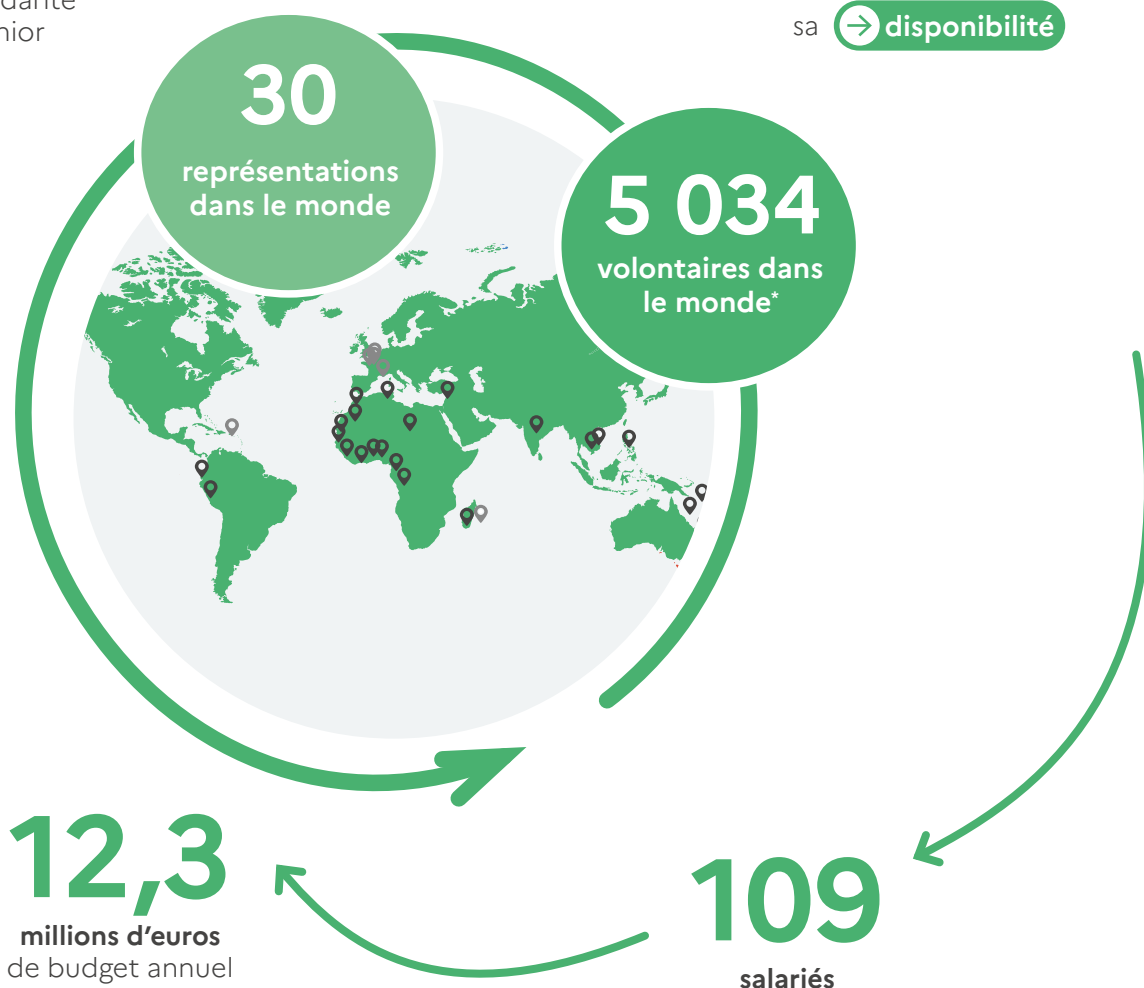 sa disponibilité
30
représentations
dans le monde
5 034
volontaires dans
le monde*
12,3
millions d'euros
de budget annuel
109
salariés